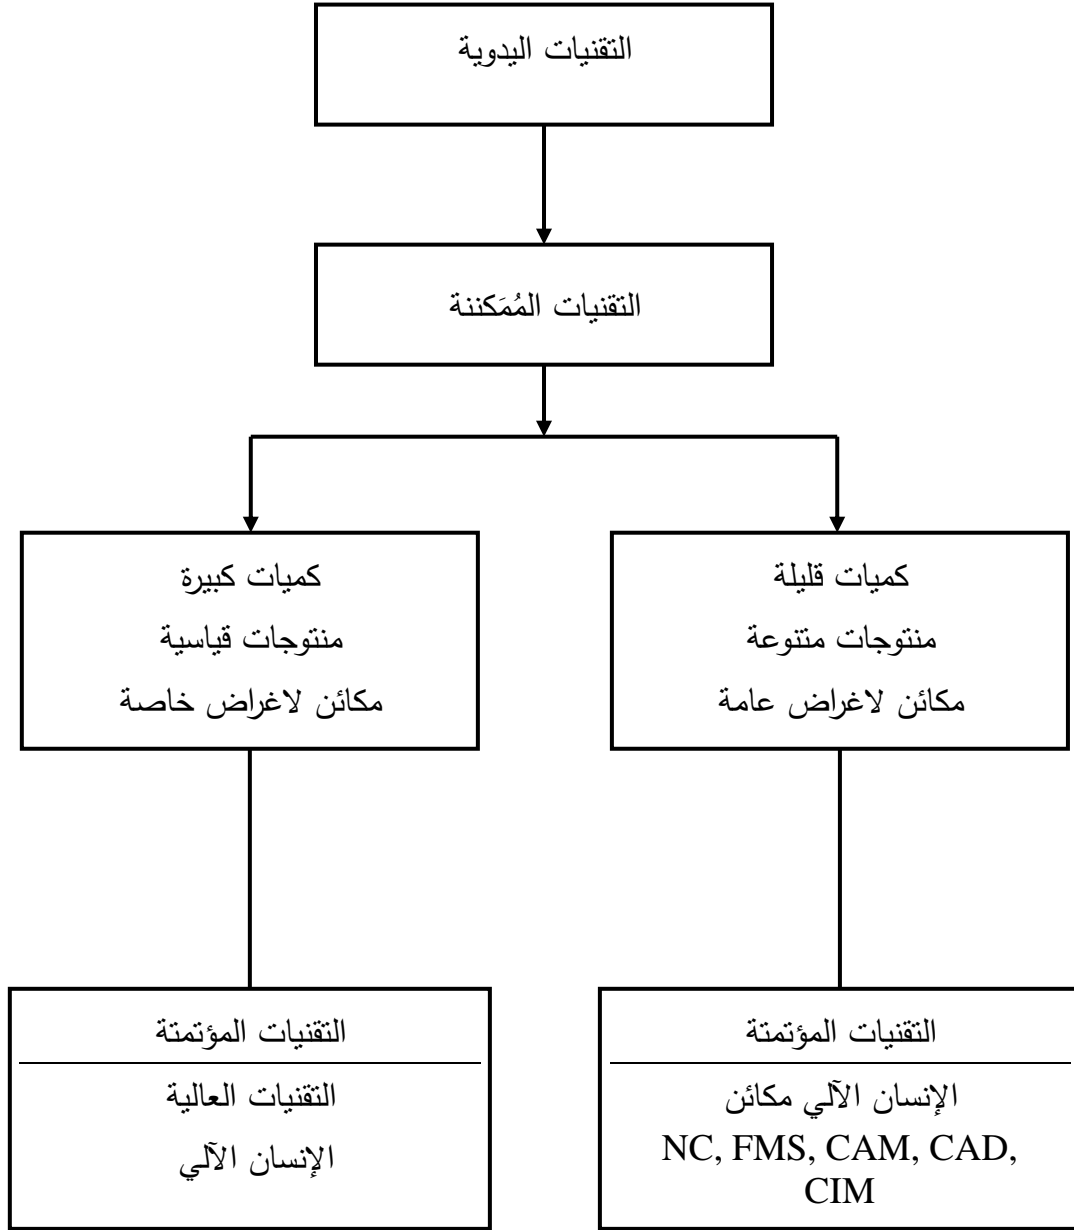 التقنيات اليدوية
التقنيات المُمَكننة
كميات قليلة
منتوجات متنوعة
مكائن لاغراض عامة
كميات كبيرة
منتوجات قياسية
مكائن لاغراض خاصة
التقنيات المؤتمتة
الإنسان الآلي مكائن
NC, FMS, CAM, CAD,
CIM
التقنيات المؤتمتة
التقنيات العالية
الإنسان الآلي